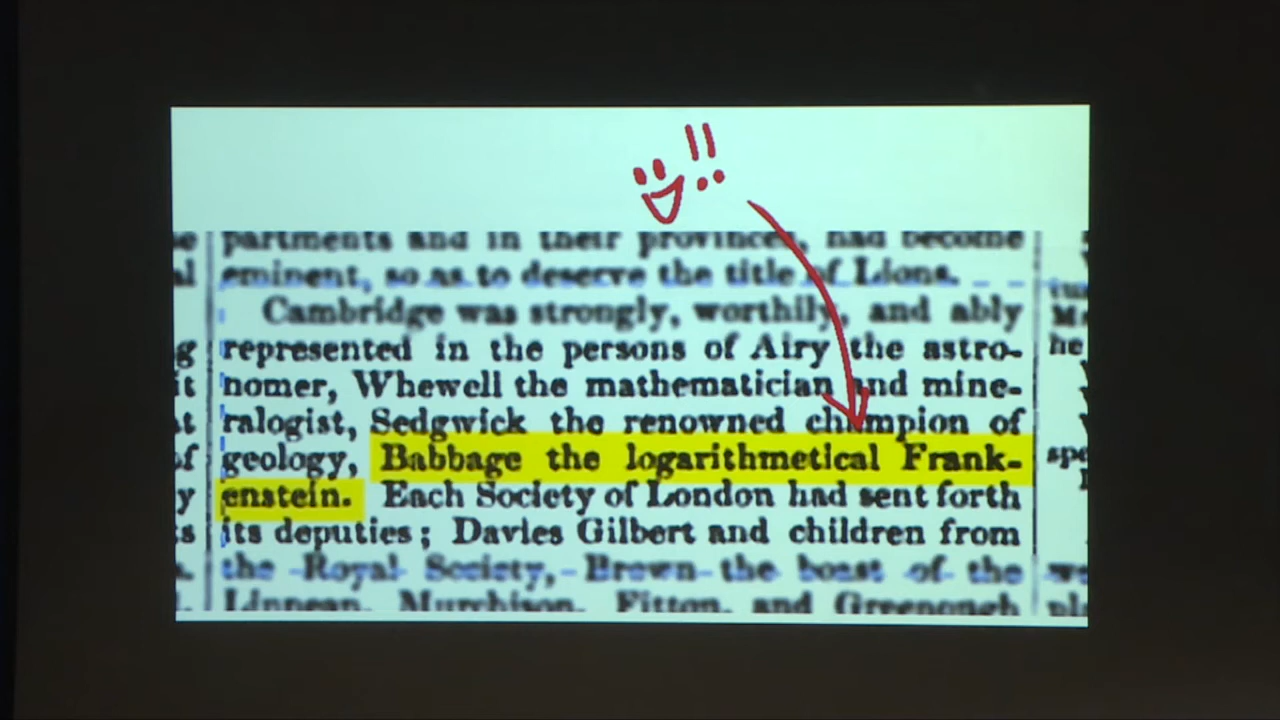 !!
partments and in their provinces, had become
eminent, so as to deserve the title of Lions.
Cambridge was strongly, worthily, and ably
represented in the persons of Airy the astro-
nomer, Whewell the mathematician and mine-
ralogist, Sedgwick the renowned champion of
geology, Babbage the logarithmetical Frank-
enstein. Each Society of London had sent forth
its deputies; Davies Gilbert and children from
the Royal Society, Brown the boast of the
Linnean, Murchison, Fitton, and Greenough
he